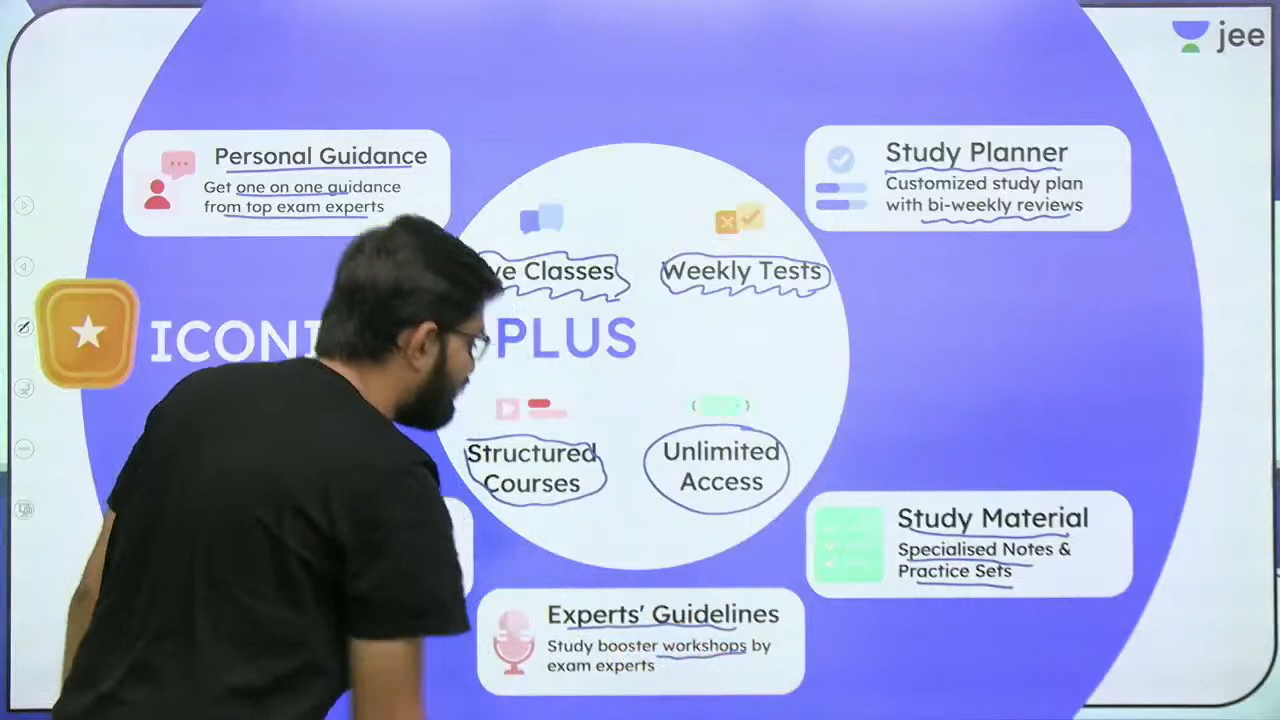 jee
Personal Guidance
Get one on one guidance
from top exam experts
Study Planner
Customized study plan
with bi-weekly reviews
Classes
Weekly Tests
PLUS
Structured
Courses
Unlimited
Access
Study Material
Specialised Notes &
Practice Sets
Experts' Guidelines
Study booster workshops by
exam experts